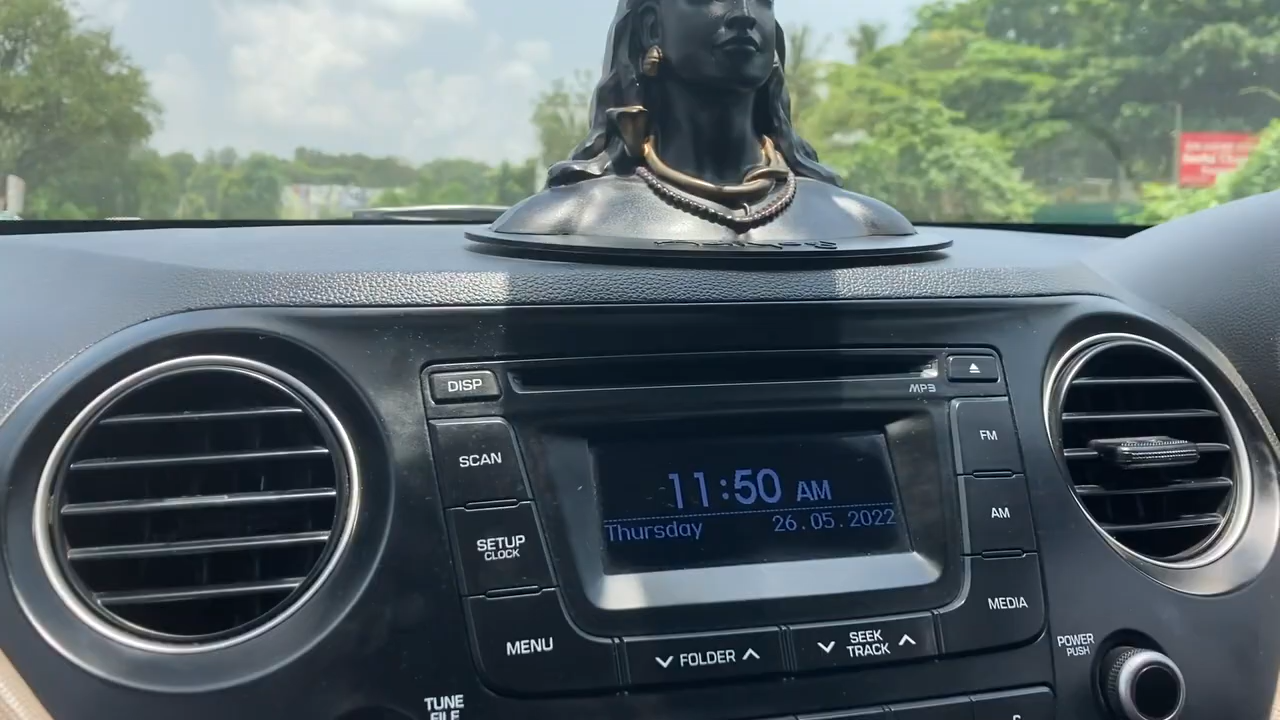 DISP
MP3
SCAN
FM
11:50 AM
AM
Thursday 26.05.2022
SETUP
CLOCK
MENU
FOLDER
SEEK
TRACK
MEDIA
POWER
PUSH
TUNE
FILE